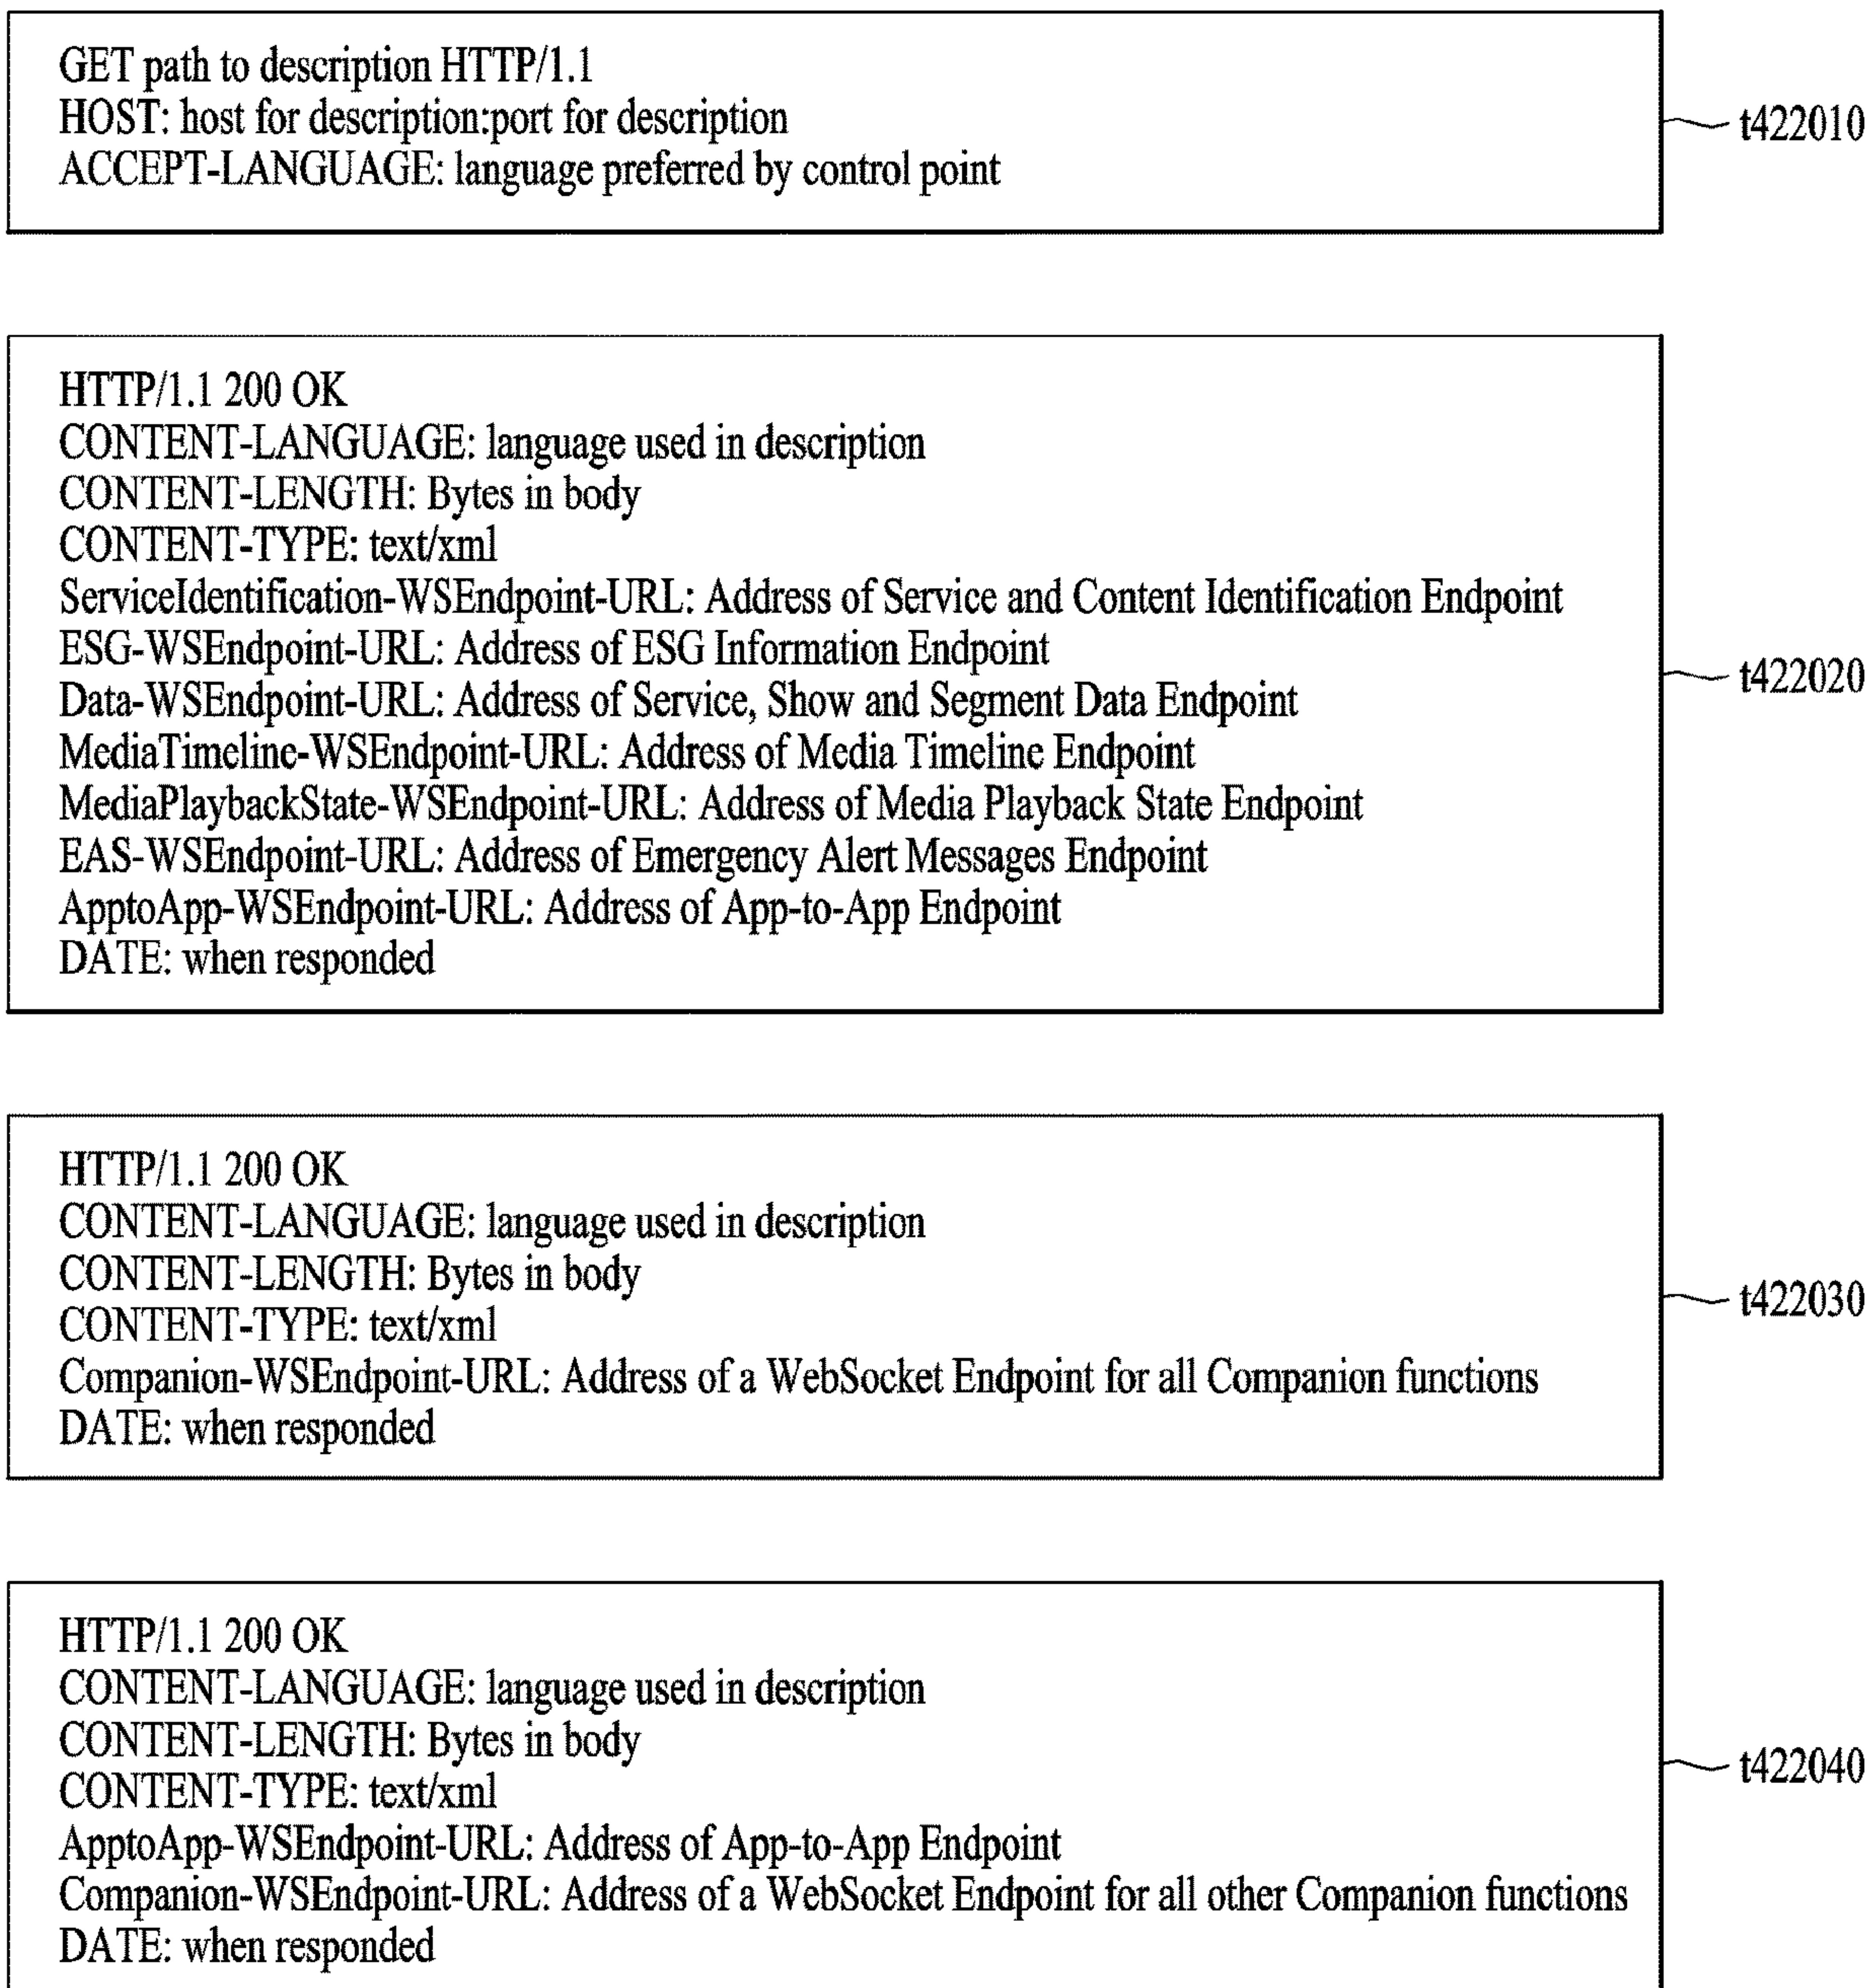 GET path to description HTTP/1.1
HOST: host for description:port for description
ACCEPT-LANGUAGE: language preferred by control point
t422010
HTTP/1.1 200 OK
CONTENT-LANGUAGE: language used in description
CONTENT-LENGTH: Bytes in body
CONTENT-TYPE: text/xml
ServiceIdentification-WSEndpoint-URL: Address of Service and Content Identification Endpoint
ESG-WSEndpoint-URL: Address of ESG Information Endpoint
Data-WSEndpoint-URL: Address of Service, Show and Segment Data Endpoint
MediaTimeline-WSEndpoint-URL: Address of Media Timeline Endpoint
MediaPlaybackState-WSEndpoint-URL: Address of Media Playback State Endpoint
EAS-WSEndpoint-URL: Address of Emergency Alert Messages Endpoint
ApptoApp-WSEndpoint-URL: Address of App-to-App Endpoint
DATE: when responded
t422020
HTTP/1.1 200 OK
CONTENT-LANGUAGE: language used in description
CONTENT-LENGTH: Bytes in body
CONTENT-TYPE: text/xml
Companion-WSEndpoint-URL: Address of a WebSocket Endpoint for all Companion functions
DATE: when responded
t422030
HTTP/1.1 200 OK
CONTENT-LANGUAGE: language used in description
CONTENT-LENGTH: Bytes in body
CONTENT-TYPE: text/xml
ApptoApp-WSEndpoint-URL: Address of App-to-App Endpoint
Companion-WSEndpoint-URL: Address of a WebSocket Endpoint for all other Companion functions
DATE: when responded
t422040